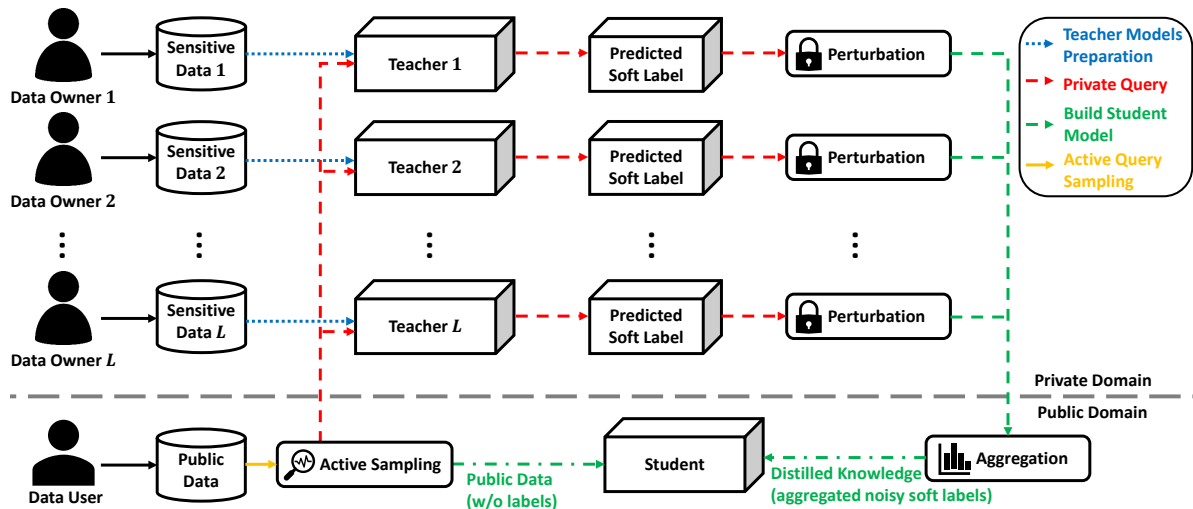 Data Owner 1
Sensitive
Data 1
Teacher 1
Predicted
Soft Label
Perturbation
Teacher Models
Preparation
Private Query
Build Student
Model
Active Query
Sampling
Data Owner 2
Sensitive
Data 2
Teacher 2
Predicted
Soft Label
Perturbation
Data Owner L
Sensitive
Data L
Teacher L
Predicted
Soft Label
Perturbation
Private Domain
Public Domain
Data User
Public
Data
Active Sampling
Public Data
(w/o labels)
Student
Distilled Knowledge
(aggregated noisy soft labels)
Aggregation